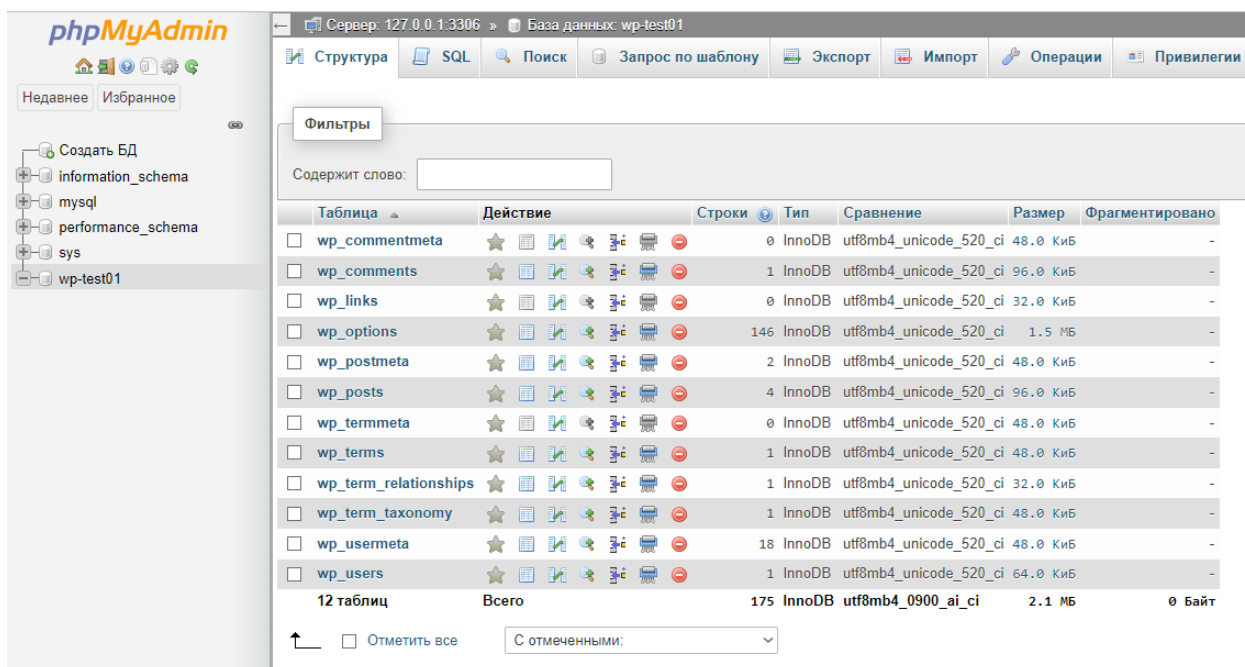 phpMyAdmin
Недавнее Избранное
Создать БД
information_schema
mysql
performance_schema
sys
wp-test01
Сервер: 127.0.0.1:3306 » База данных: wp-test01
Структура SQL Поиск Запрос по шаблону Экспорт Импорт Операции Привилегии
Фильтры
Содержит слово:
Таблица Действие Строки Тип Сравнение Размер Фрагментировано
wp_commentmeta 0 InnoDB utf8mb4_unicode_520_ci 48.0 КиБ -
wp_comments 1 InnoDB utf8mb4_unicode_520_ci 96.0 КиБ -
wp_links 0 InnoDB utf8mb4_unicode_520_ci 32.0 КиБ -
wp_options 146 InnoDB utf8mb4_unicode_520_ci 1.5 МБ -
wp_postmeta 2 InnoDB utf8mb4_unicode_520_ci 48.0 КиБ -
wp_posts 4 InnoDB utf8mb4_unicode_520_ci 96.0 КиБ -
wp_termmeta 0 InnoDB utf8mb4_unicode_520_ci 48.0 КиБ -
wp_terms 1 InnoDB utf8mb4_unicode_520_ci 48.0 КиБ -
wp_term_relationships 1 InnoDB utf8mb4_unicode_520_ci 32.0 КиБ -
wp_term_taxonomy 1 InnoDB utf8mb4_unicode_520_ci 48.0 КиБ -
wp_usermeta 18 InnoDB utf8mb4_unicode_520_ci 48.0 КиБ -
wp_users 1 InnoDB utf8mb4_unicode_520_ci 64.0 КиБ -
12 таблиц Всего 175 InnoDB utf8mb4_0900_ai_ci 2.1 МБ 0 Байт
Отметить все С отмеченными: